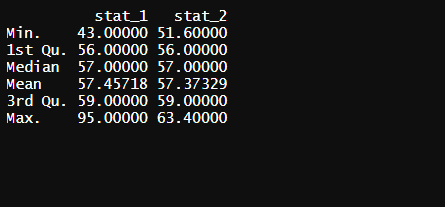 stat_1 stat_2
Min. 43.00000 51.60000
1st Qu. 56.00000 56.00000
Median 57.00000 57.00000
Mean 57.45718 57.37329
3rd Qu. 59.00000 59.00000
Max. 95.00000 63.40000